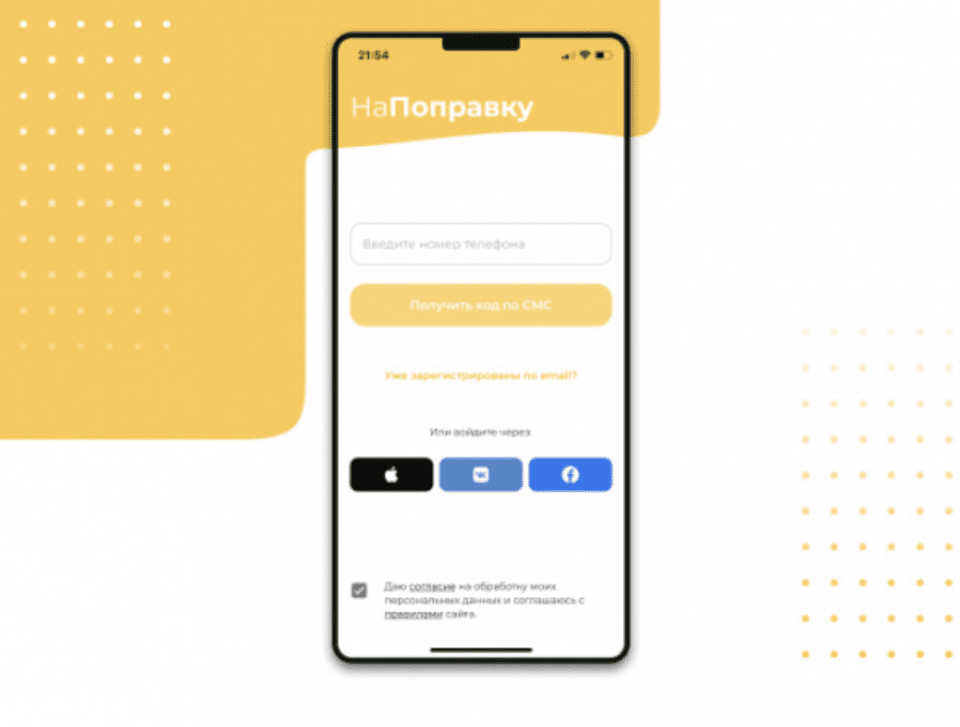 21:54
НаПоправку
Введите номер телефона
Получить код по СМС
Уже зарегистрированы по email?
Или войдите через:
Даю согласие на обработку моих
персональных данных и соглашаюсь с
правилами сайта.